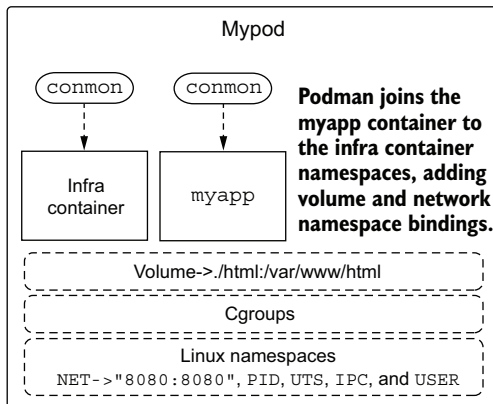 Mypod
conmon
conmon
Infra
container
myapp
Podman joins the
myapp container to
the infra container
namespaces, adding
volume and network
namespace bindings.
Volume->./html:/var/www/html
Cgroups
Linux namespaces
NET->"8080:8080", PID, UTS, IPC, and USER